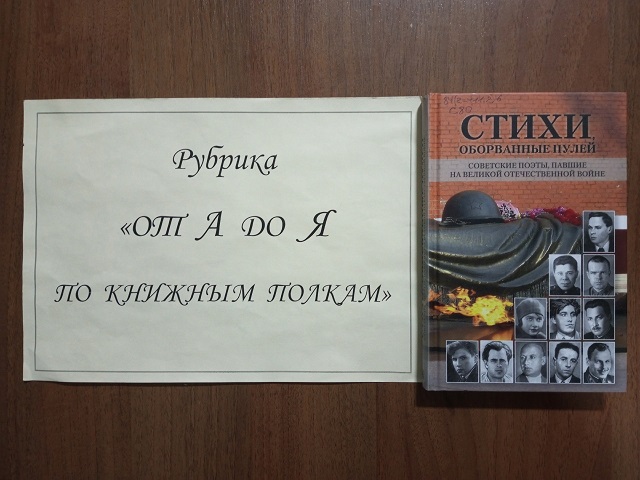 Рубрика
«ОТ А ДО Я
ПО КНИЖНЫМ ПОЛКАМ»
СТИХИ,
ОБОРВАННЫЕ ПУЛЕЙ
СОВЕТСКИЕ ПОЭТЫ, ПАВШИЕ
НА ВЕЛИКОЙ ОТЕЧЕСТВЕННОЙ ВОЙНЕ